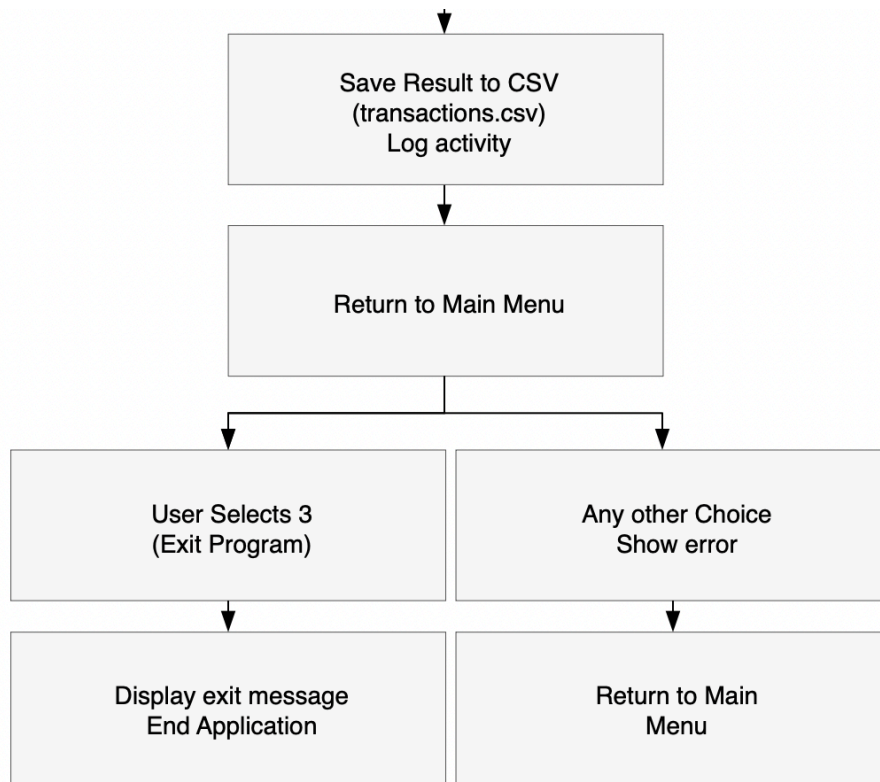 Save Result to CSV
(transactions.csv)
Log activity
Return to Main Menu
User Selects 3
(Exit Program)
Any other Choice
Show error
Display exit message
End Application
Return to Main
Menu